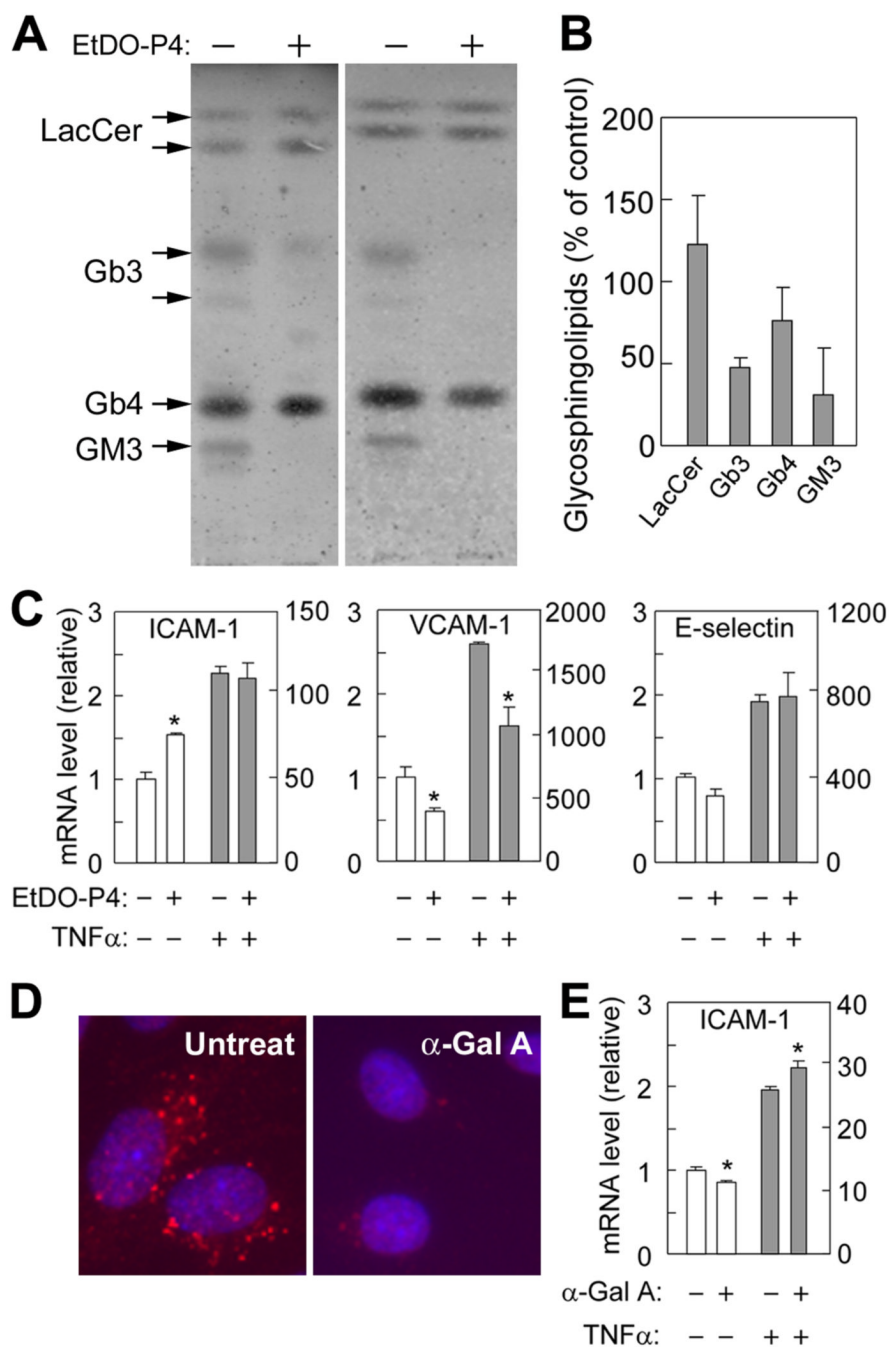 A
EtDO-P4: – + – +
LacCer
Gb3
Gb4
GM3
B
Glycosphingolipids (% of control)
200
150
100
50
0
LacCer Gb3 Gb4 GM3
C
mRNA level (relative)
ICAM-1
3
2
1
0
150
100
50
0
VCAM-1
3
2
1
0
2000
1500
1000
500
0
E-selectin
3
2
1
0
1200
800
400
0
*
* *
EtDO-P4: – + – + – + – + – + – +
TNFα: – – + + – – + + – – + +
D
Untreat
α-Gal A
E
mRNA level (relative)
ICAM-1
3
2
1
0
40
30
20
10
0
* *
α-Gal A: – + – +
TNFα: – – + +